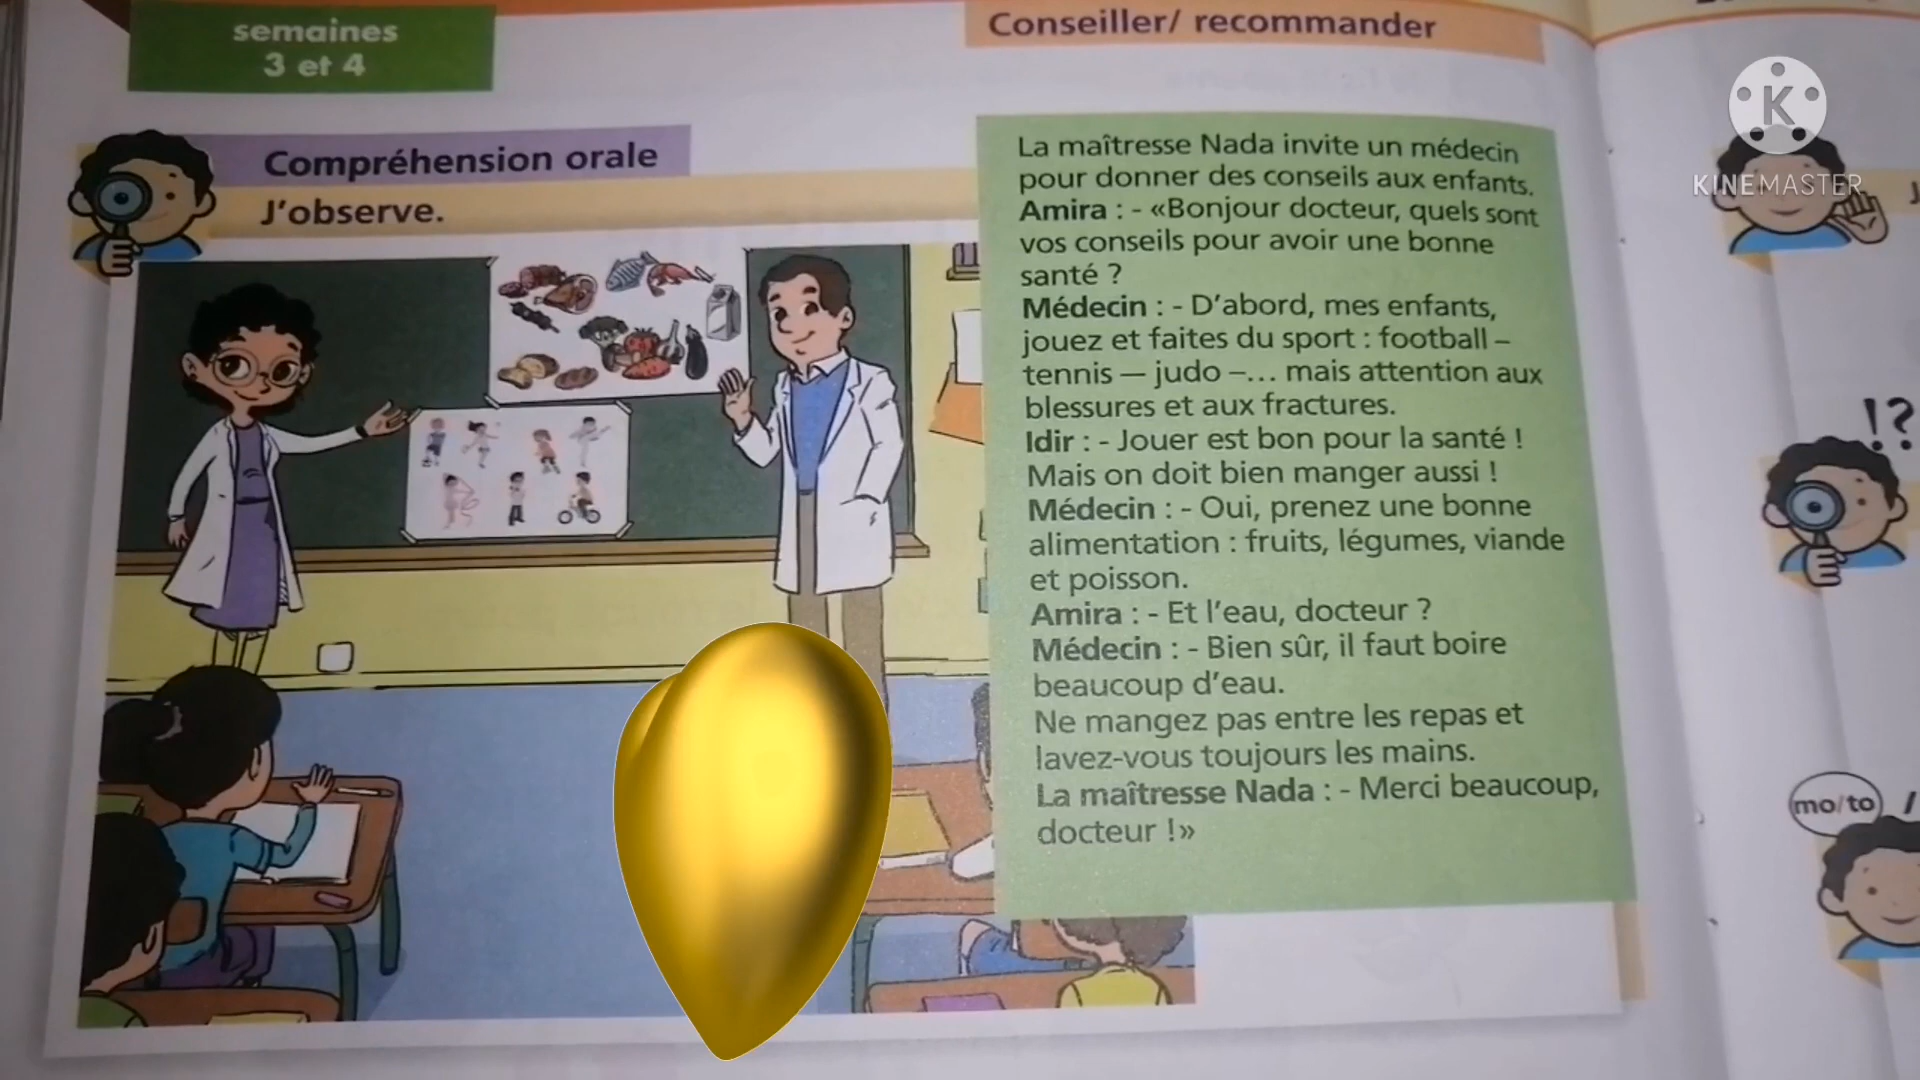 semaines
3 et 4
Conseiller/ recommander
Compréhension orale
J'observe.
La maîtresse Nada invite un médecin
pour donner des conseils aux enfants.
Amira : - «Bonjour docteur, quels sont
vos conseils pour avoir une bonne
santé ?
Médecin : - D'abord, mes enfants,
jouez et faites du sport : football –
tennis — judo –... mais attention aux
blessures et aux fractures.
Idir : - Jouer est bon pour la santé !
Mais on doit bien manger aussi !
Médecin : - Oui, prenez une bonne
alimentation : fruits, légumes, viande
et poisson.
Amira : - Et l'eau, docteur ?
Médecin : - Bien sûr, il faut boire
beaucoup d'eau.
Ne mangez pas entre les repas et
lavez-vous toujours les mains.
La maîtresse Nada : - Merci beaucoup,
docteur !»
K
KINEMASTER
!?
mo/to /